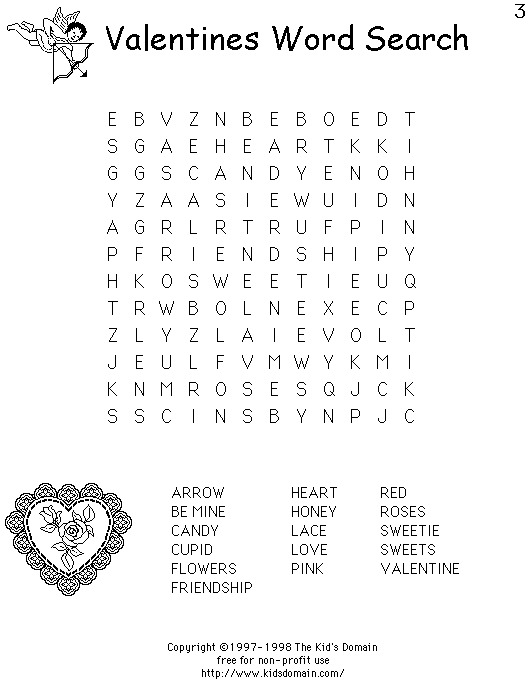 3
Valentines Word Search
E B V Z N B E B O E D T
S G A E H E A R T K K I
G G S C A N D Y E N O H
Y Z A A S I E W U I D N
A G R L R T R U F P I N
P F R I E N D S H I P Y
H K O S W E E T I E U Q
T R W B O L N E X E C P
Z L Y Z L A I E V O L T
J E U L F V M W Y K M I
K N M R O S E S Q J C K
S S C I N S B Y N P J C
ARROW HEART RED
BE MINE HONEY ROSES
CANDY LACE SWEETIE
CUPID LOVE SWEETS
FLOWERS PINK VALENTINE
FRIENDSHIP
Copyright ©1997-1998 The Kid's Domain
free for non-profit use
http://www.kidsdomain.com/